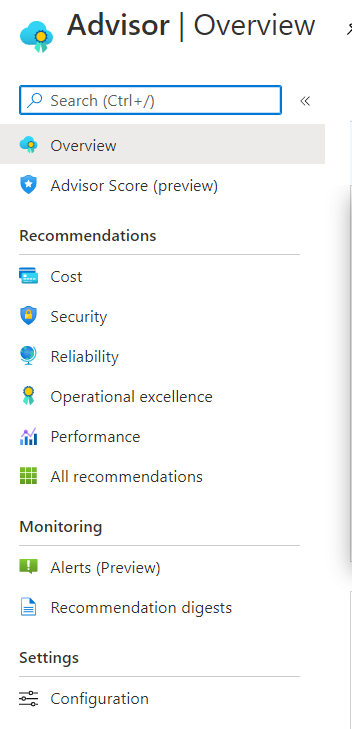 Advisor | Overview
Search (Ctrl+/)
«
Overview
Advisor Score (preview)
Recommendations
Cost
Security
Reliability
Operational excellence
Performance
All recommendations
Monitoring
Alerts (Preview)
Recommendation digests
Settings
Configuration